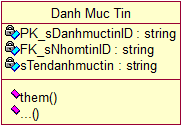 Danh Muc Tin
PK_sDanhmuctinID : string
FK_sNhomtinID : string
sTendanhmuctin : string
them()
...()